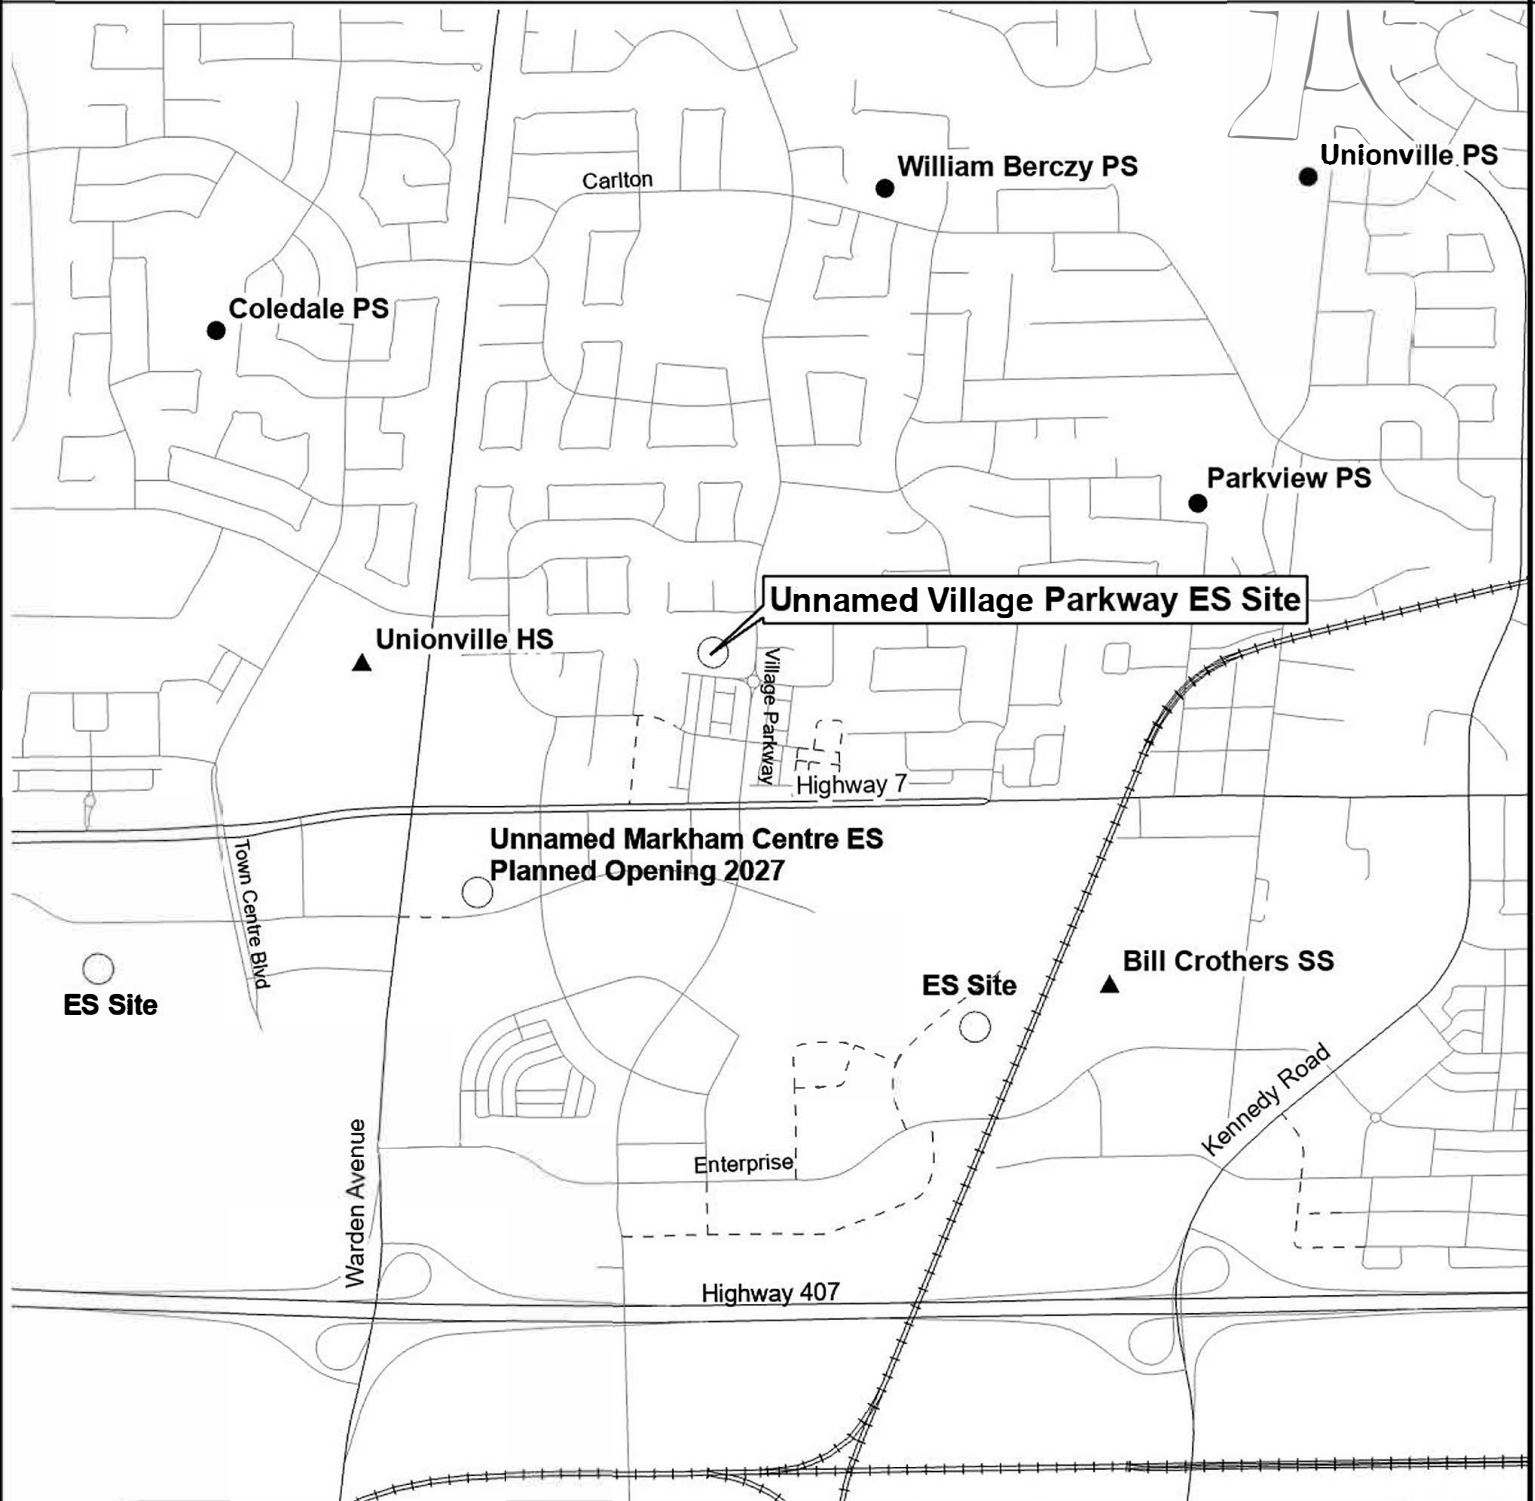 Unionville PS
William Berczy PS
Carlton
Coledale PS
Parkview PS
Unnamed Village Parkway ES Site
Unionville HS
Village Parkway
Highway 7
Unnamed Markham Centre ES
Planned Opening 2027
Town Centre Blvd
Bill Crothers SS
ES Site
ES Site
Kennedy Road
Enterprise
Warden Avenue
Highway 407